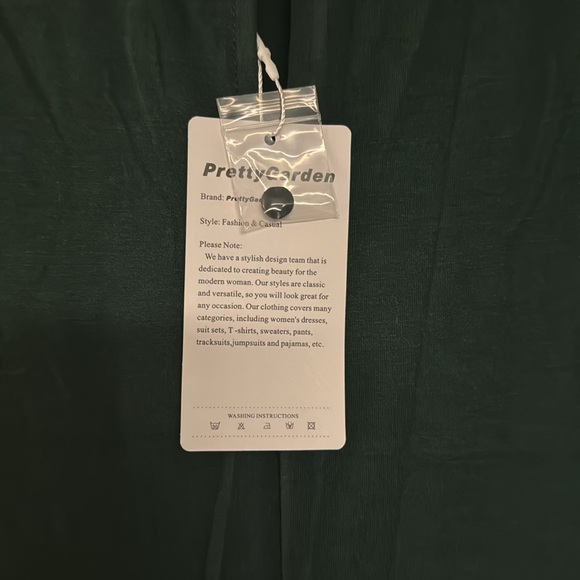 PrettyGarden
Brand: PrettyGar
Style: Fashion & Casual
Please Note:
We have a stylish design team that is
dedicated to creating beauty for the
modern woman. Our styles are classic
and versatile, so you will look great for
any occasion. Our clothing covers many
categories, including women's dresses,
suit sets, T-shirts, sweaters, pants,
tracksuits,jumpsuits and pajamas, etc.
WASHING INSTRUCTIONS